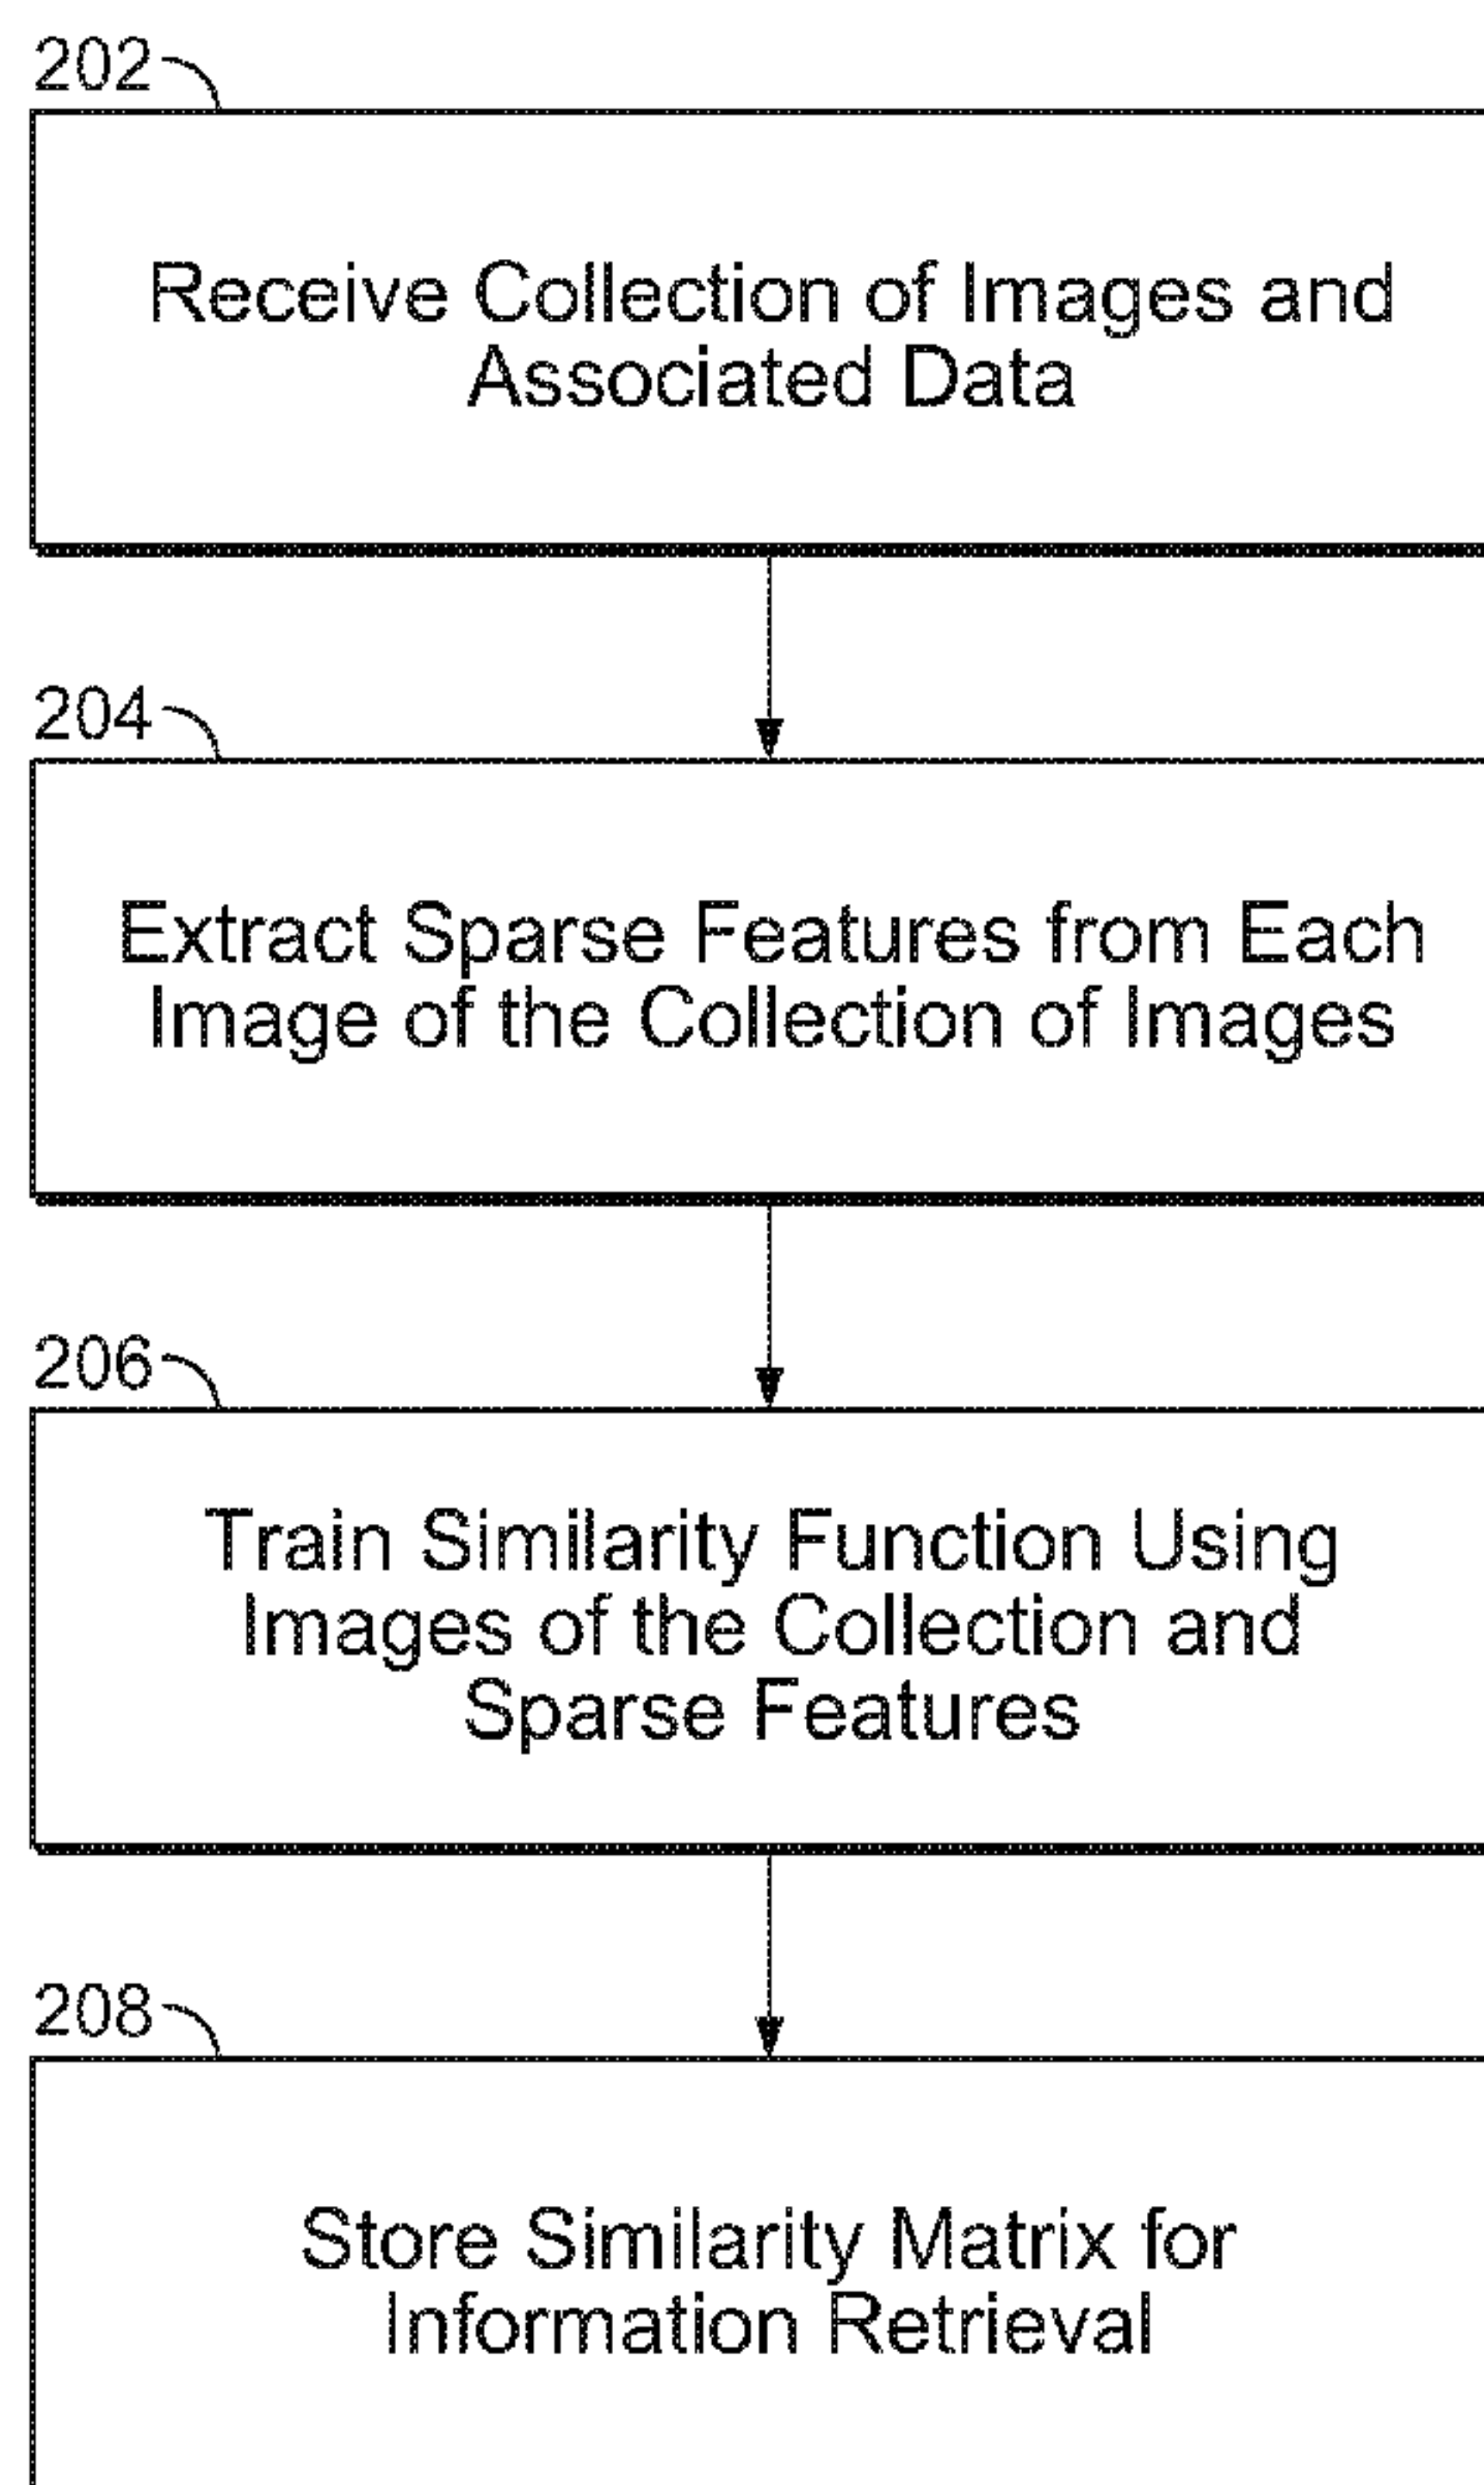 202
Receive Collection of Images and
Associated Data
204
Extract Sparse Features from Each
Image of the Collection of Images
206
Train Similarity Function Using
Images of the Collection and
Sparse Features
208
Store Similarity Matrix for
Information Retrieval